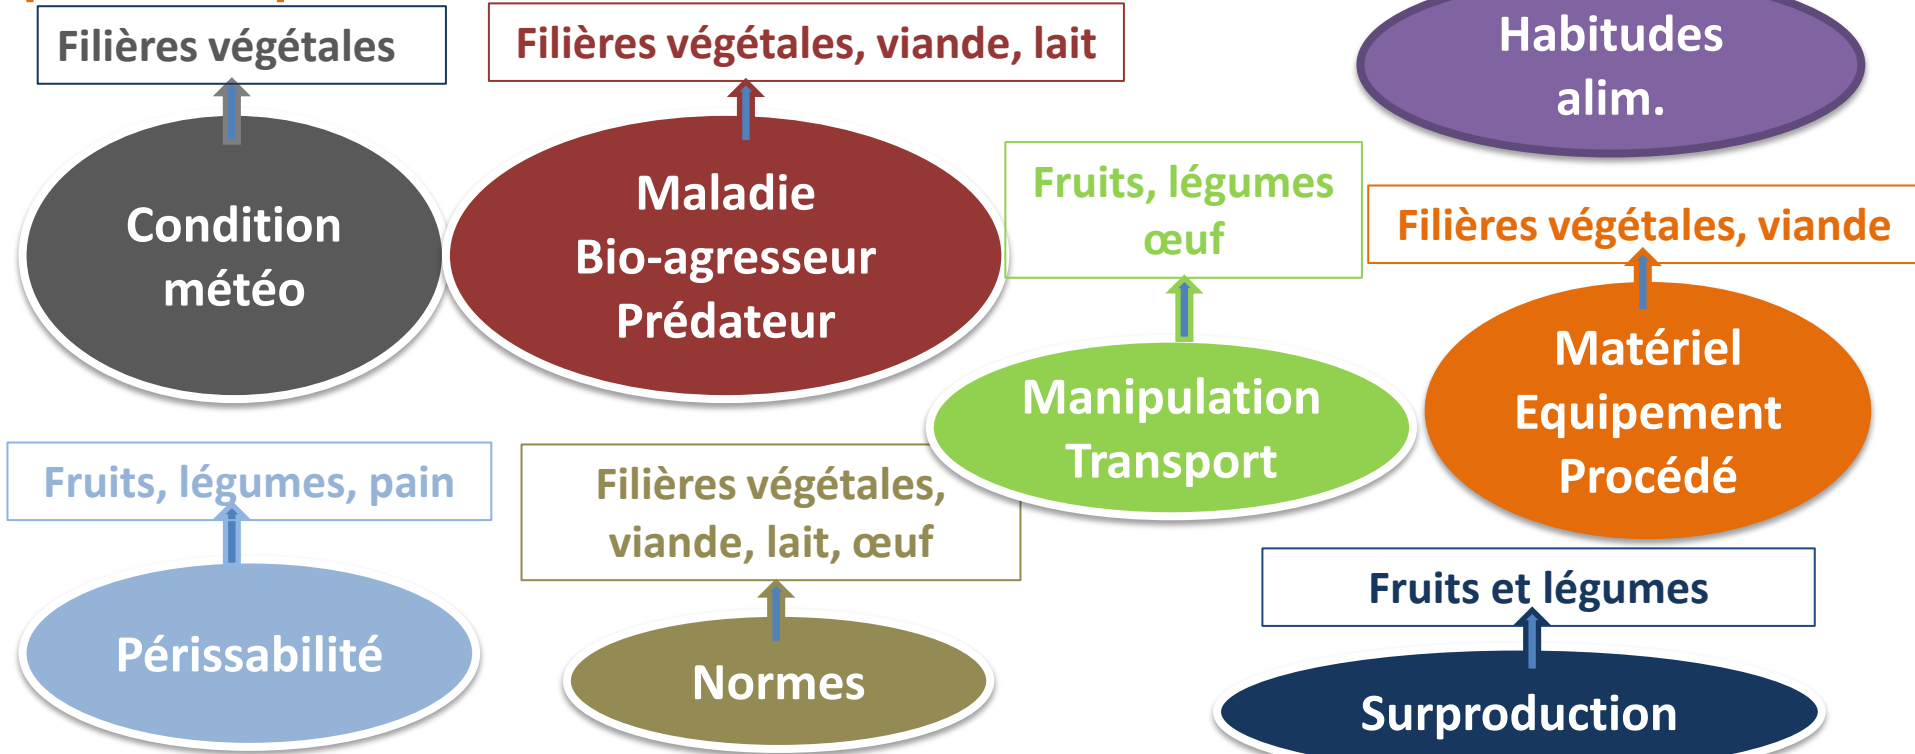 Filières végétales
Filières végétales, viande, lait
Habitudes
alim.
Condition
météo
Maladie
Bio-agresseur
Prédateur
Fruits, légumes
œuf
Filières végétales, viande
Manipulation
Transport
Matériel
Equipement
Procédé
Fruits, légumes, pain
Filières végétales,
viande, lait, œuf
Fruits et légumes
Périssabilité
Normes
Surproduction